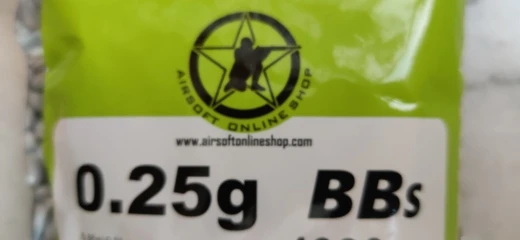 AIRSOFT ONLINE SHOP
www.airsoftonlineshop.com
0.25g BBs